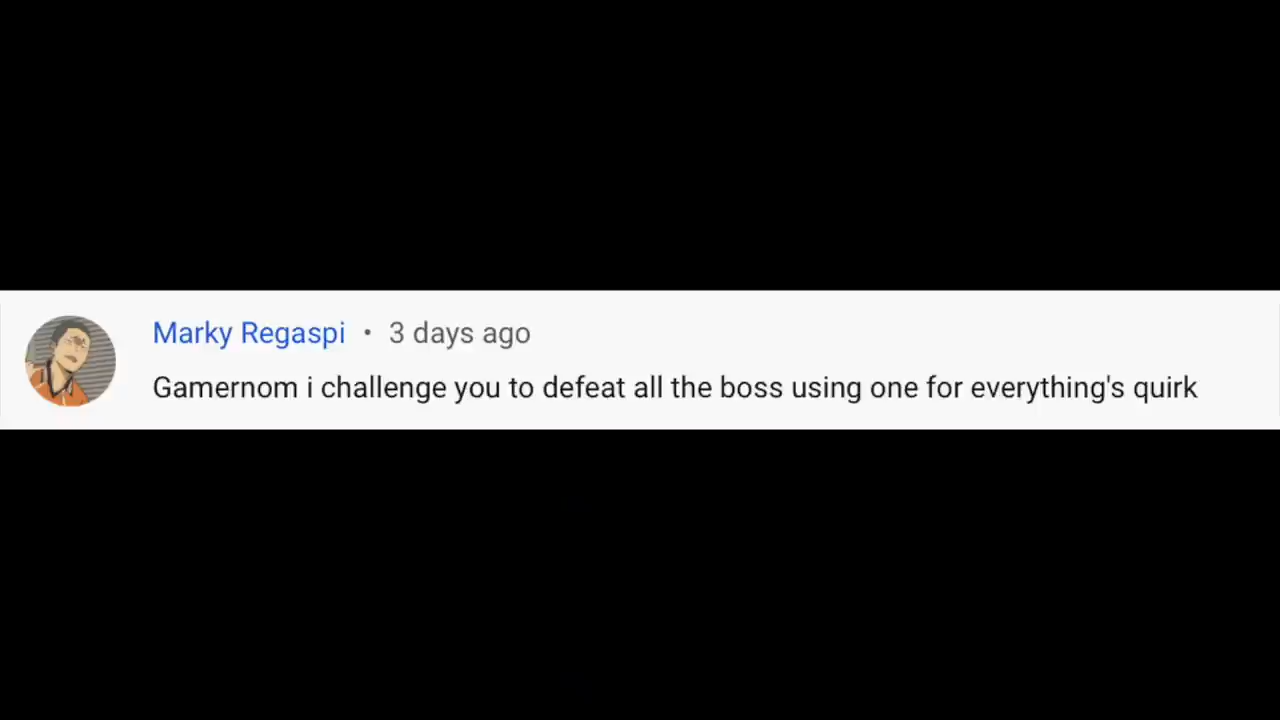 Marky Regaspi • 3 days ago
Gamernom i challenge you to defeat all the boss using one for everything's quirk